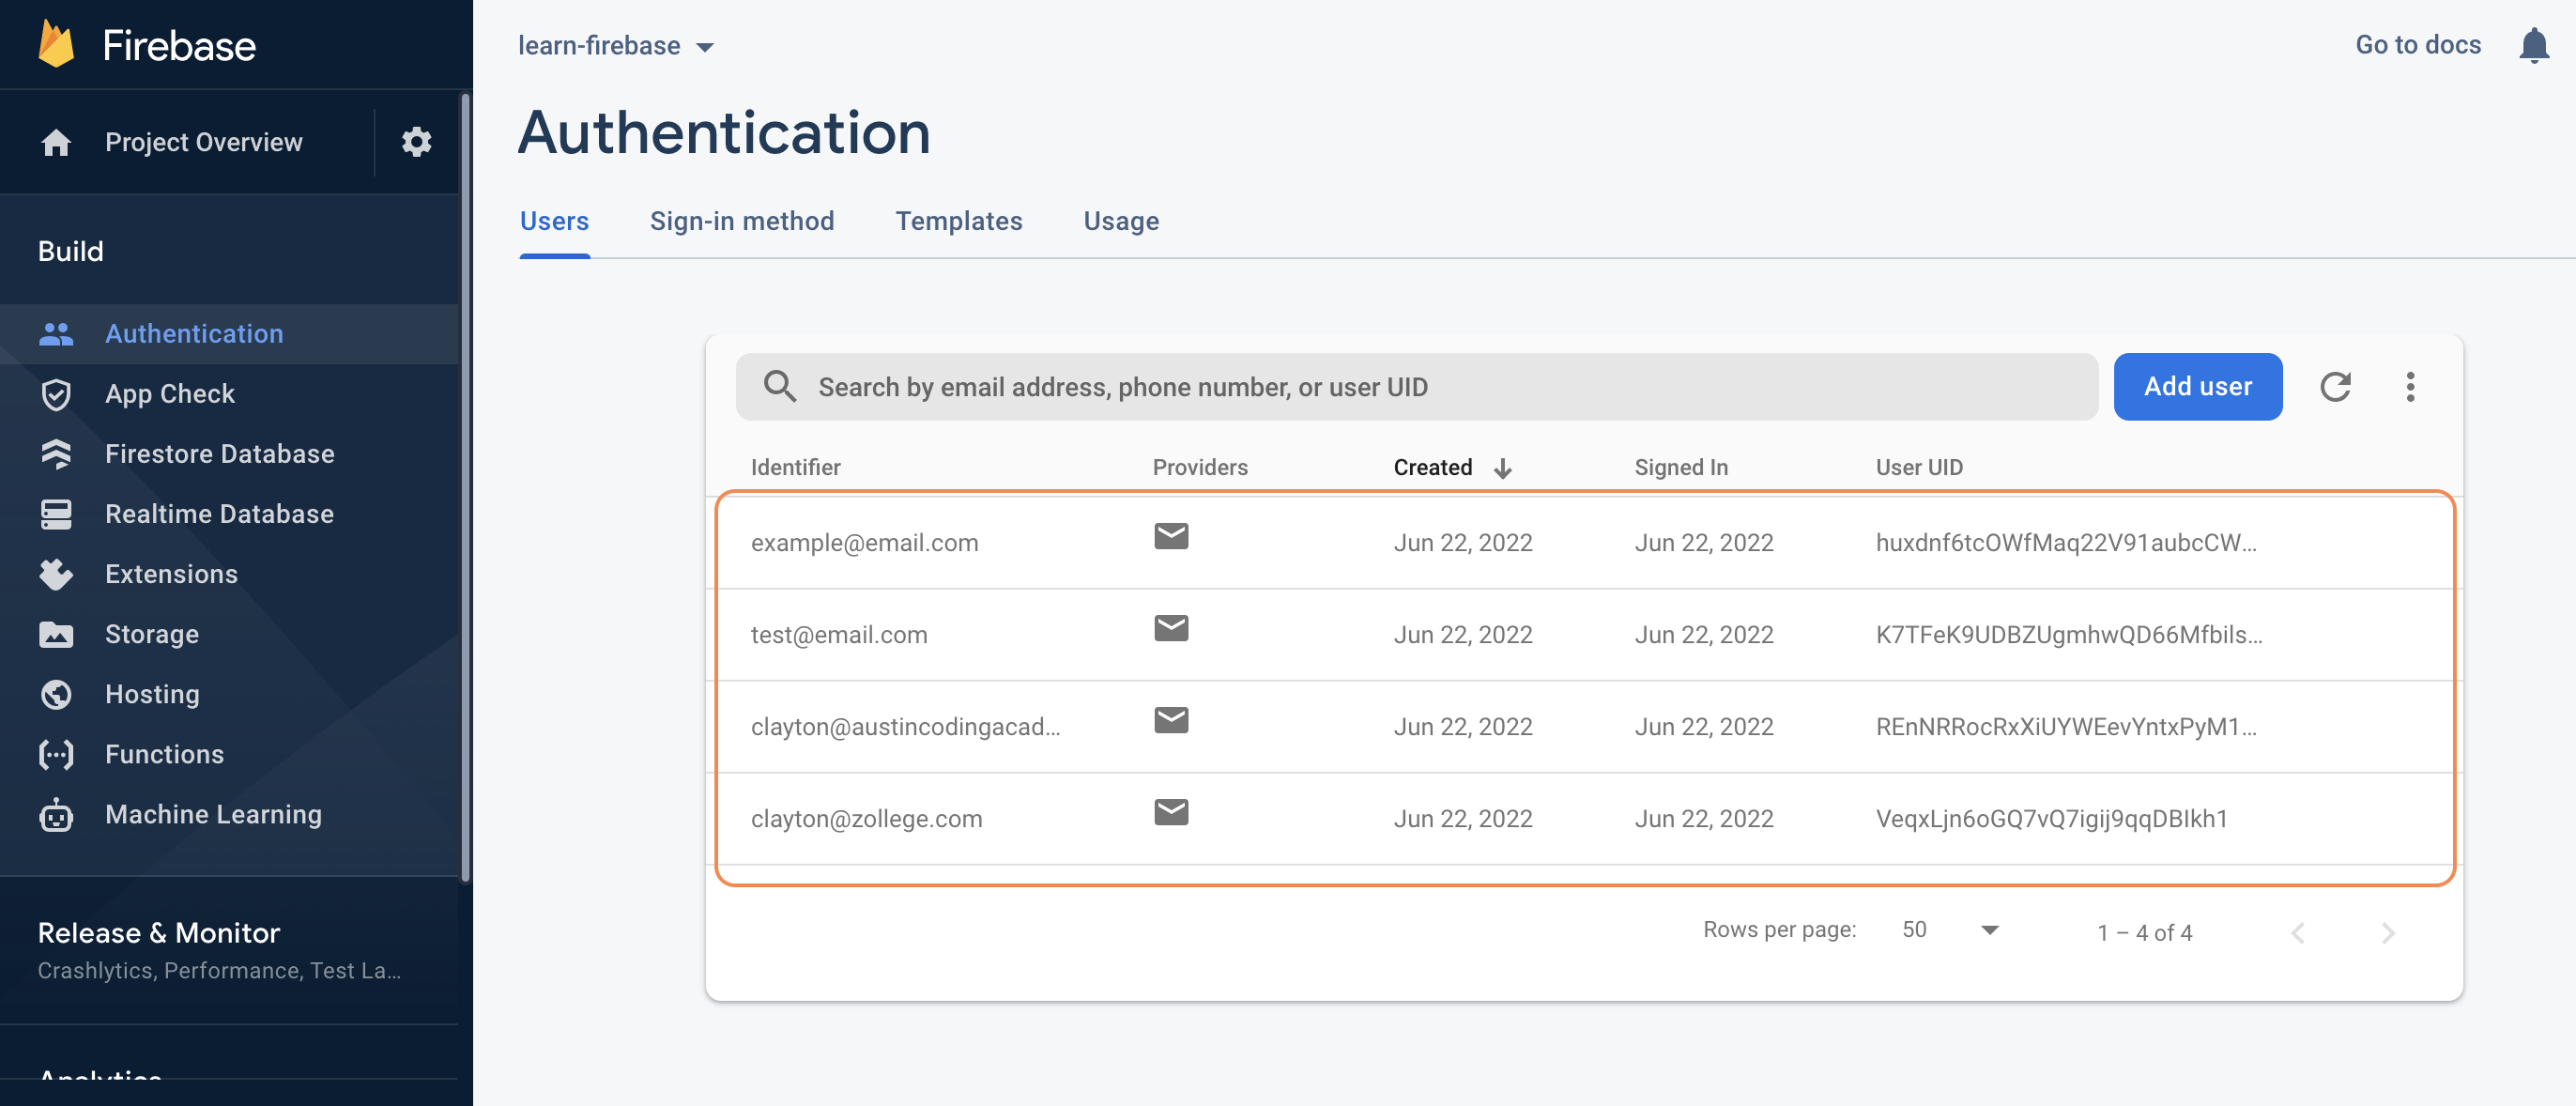 Firebase
Project Overview
Build
Authentication
App Check
Firestore Database
Realtime Database
Extensions
Storage
Hosting
Functions
Machine Learning
Release & Monitor
Crashlytics, Performance, Test La...
Analytics
learn-firebase
Go to docs
Authentication
Users Sign-in method Templates Usage
Search by email address, phone number, or user UID
Add user
Identifier Providers Created Signed In User UID
example@email.com Jun 22, 2022 Jun 22, 2022 huxdnf6tcOWfMaq22V91aubcCW...
test@email.com Jun 22, 2022 Jun 22, 2022 K7TFeK9UDBZUgmhwQD66Mfbils...
clayton@austincodingacad... Jun 22, 2022 Jun 22, 2022 REnNRRocRxXiUYWEevYntxPyM1...
clayton@zollege.com Jun 22, 2022 Jun 22, 2022 VeqxLjn6oGQ7vQ7igij9qqDBIkh1
Rows per page: 50 1 – 4 of 4